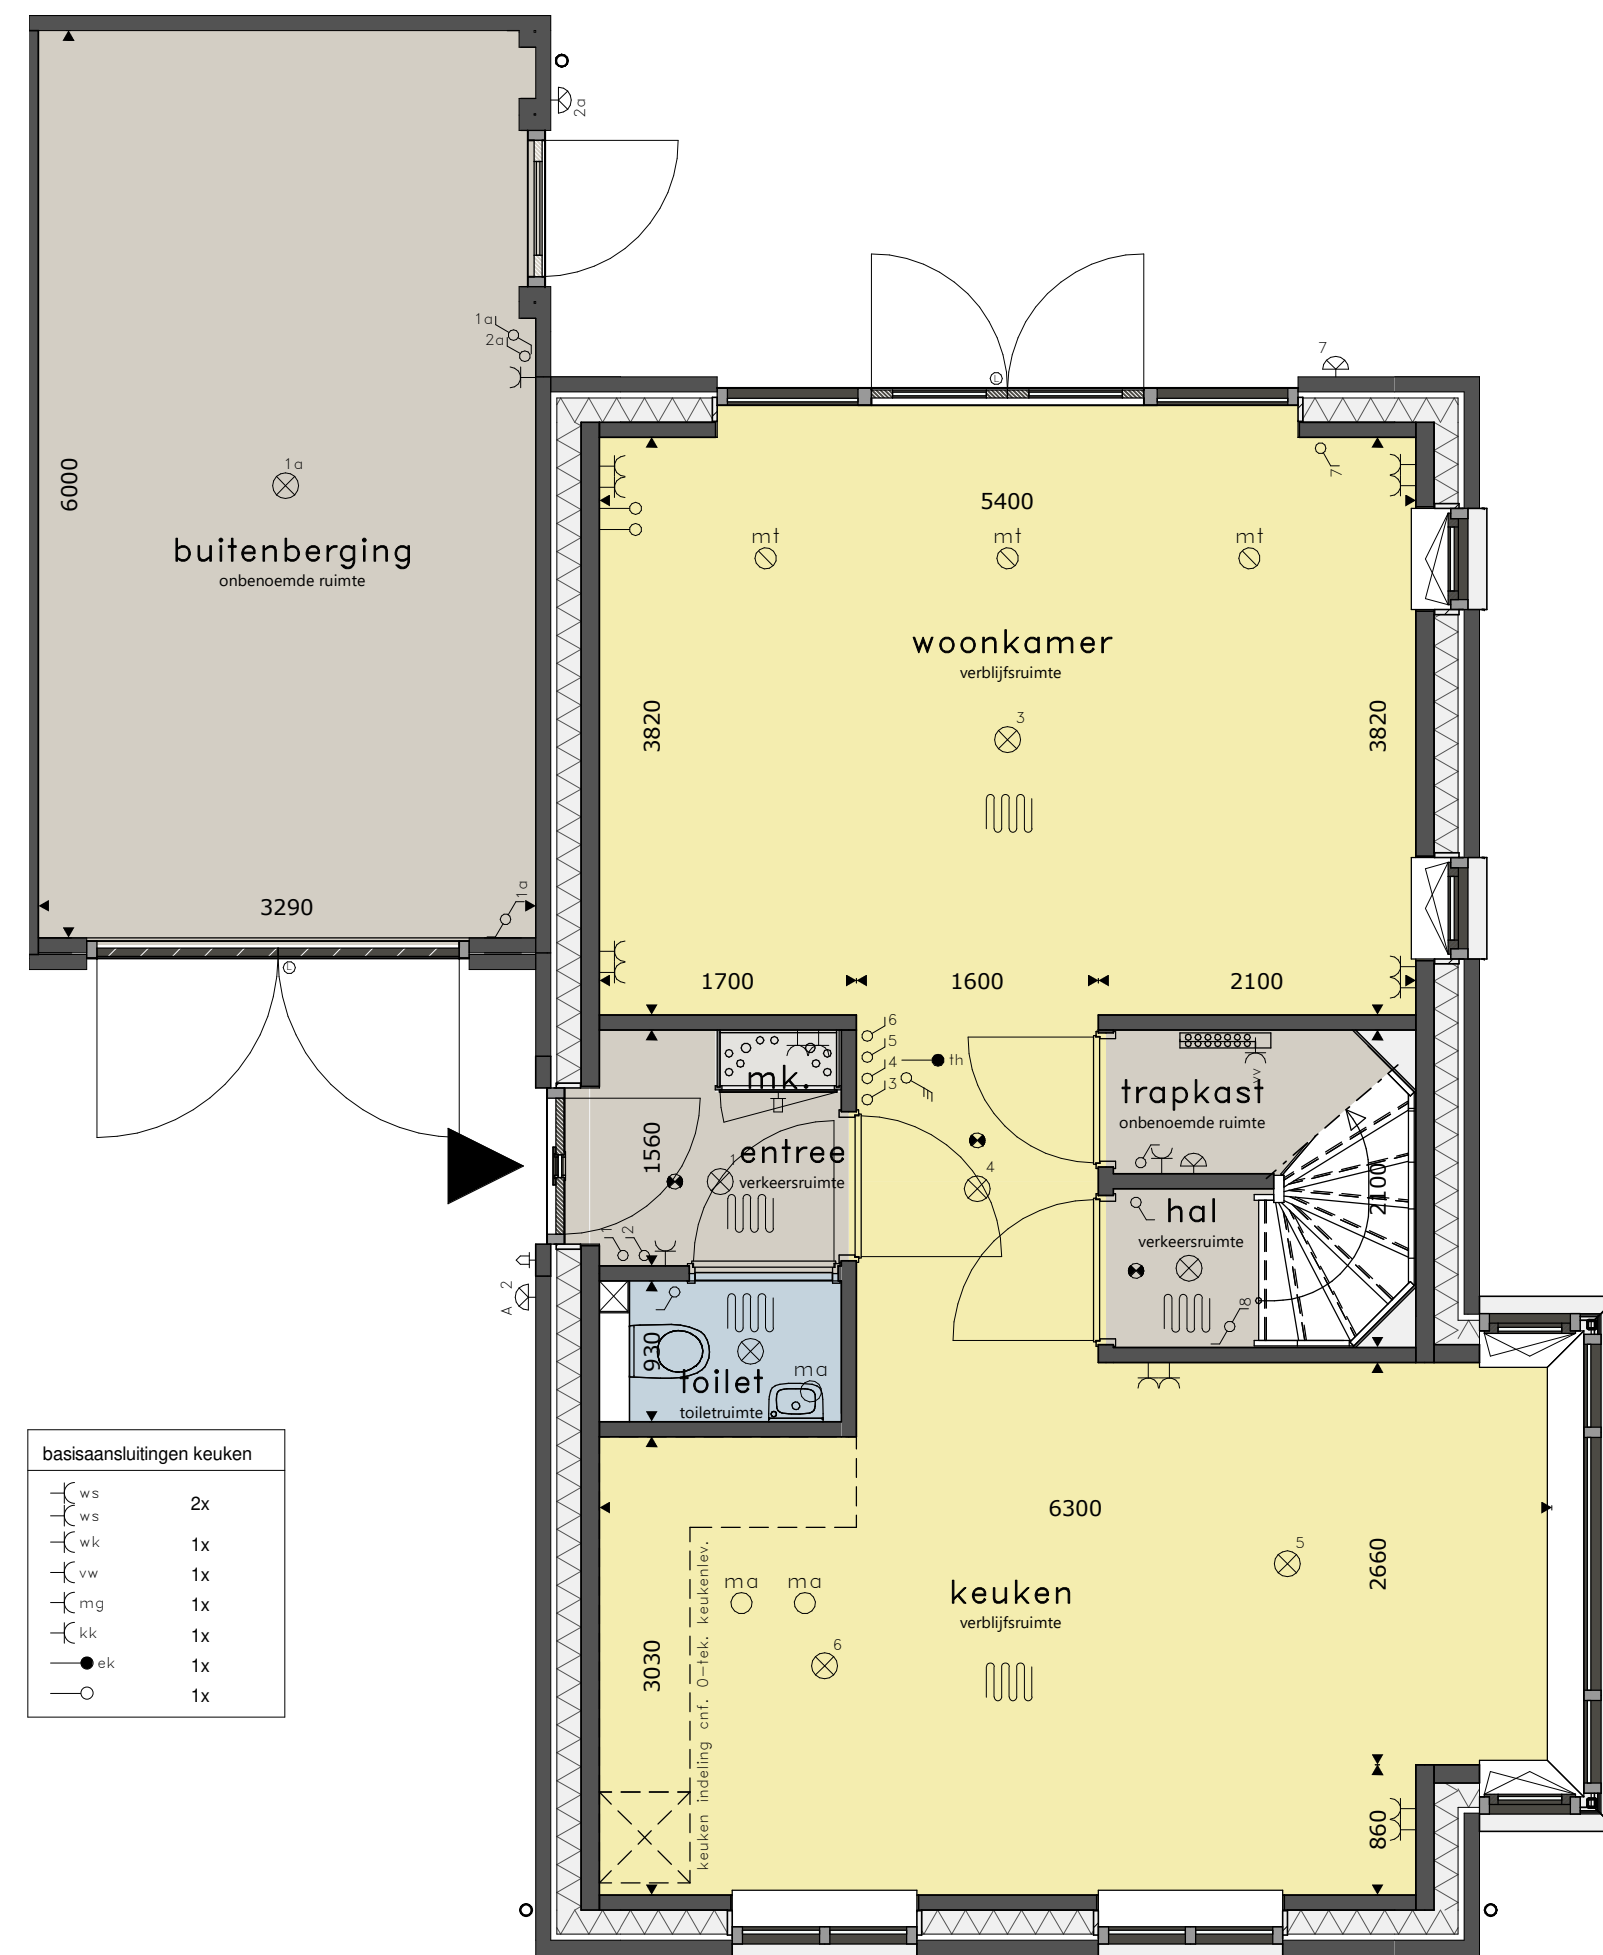 2a
1a
2a
7
6000
1a
buitenberging
onbenoemde ruimte
5400
7
mt
mt
mt
woonkamer
verblijfsruimte
3
3820
3820
1a
3290
1700
1600
2100
6
5
4
3
th
mk.
trapkast
onbenoemde ruimte
1560
1
entree
verkeersruimte
4
2100
hal
verkeersruimte
1
2
8
A
2
930
ma
toilet
toiletruimte
basisaansluitingen keuken
ws
ws
2x
wk
1x
vw
1x
mg
1x
kk
1x
ek
1x
1x
6300
5
2660
ma
ma
keuken
verblijfsruimte
6
3030
keuken indeling cnf. 0-tek. keukenlev.
860